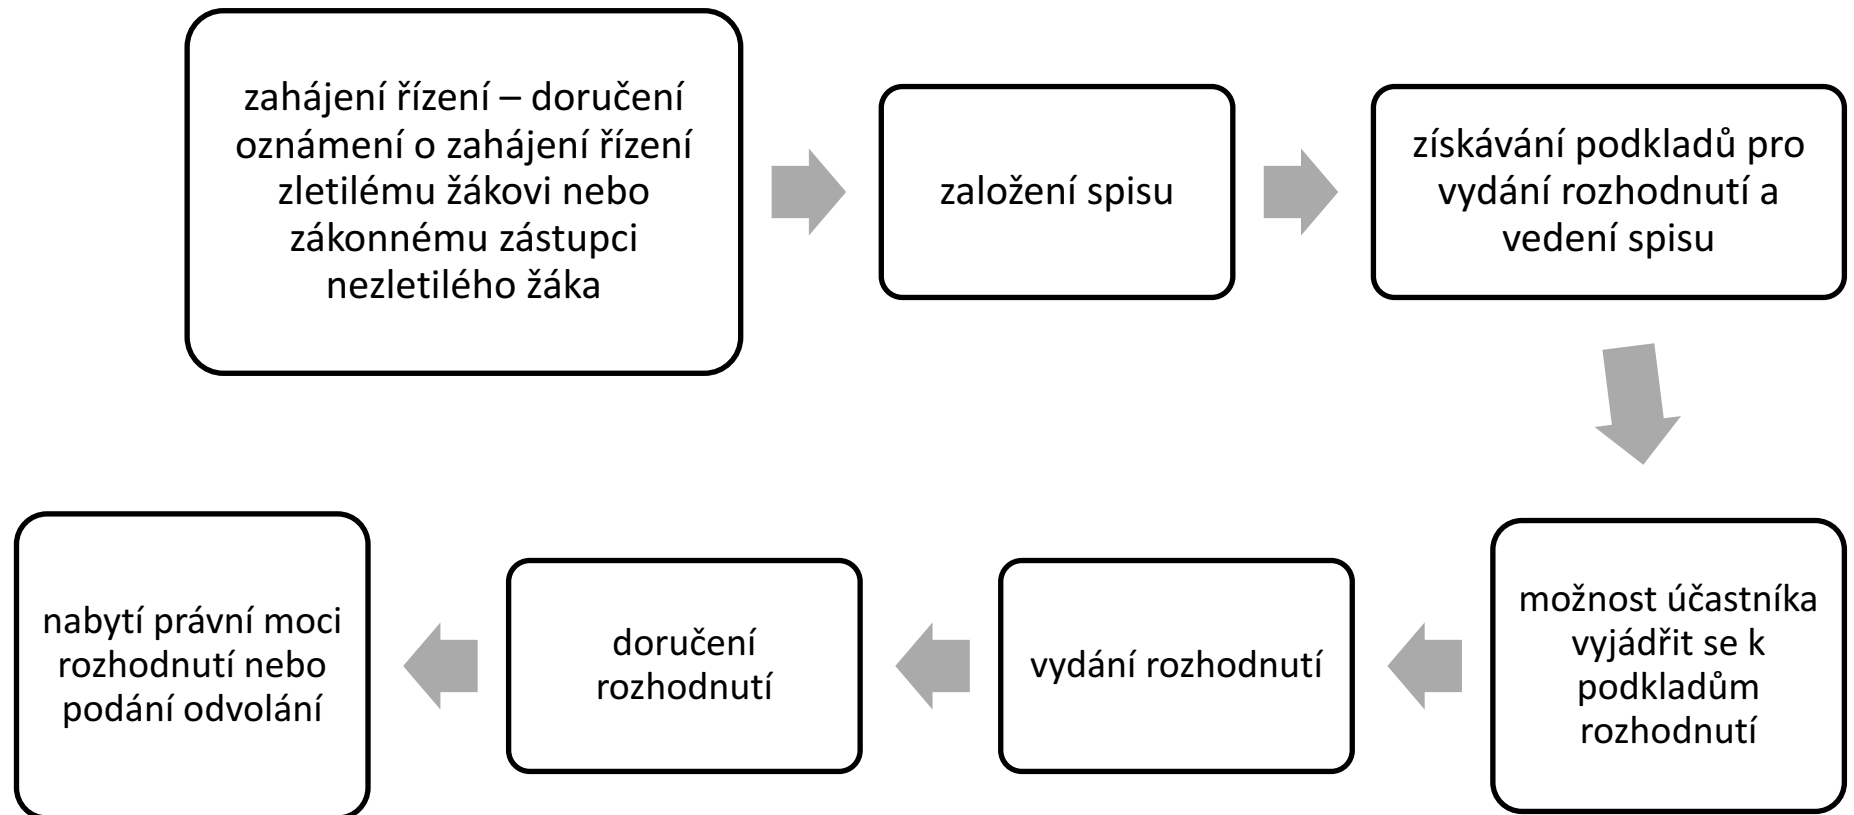 zahájení řízení – doručení
oznámení o zahájení řízení
zletilému žákovi nebo
zákonnému zástupci
nezletilého žáka
založení spisu
získávání podkladů pro
vydání rozhodnutí a
vedení spisu
možnost účastníka
vyjádřit se k
podkladům
rozhodnutí
vydání rozhodnutí
doručení
rozhodnutí
nabytí právní moci
rozhodnutí nebo
podání odvolání